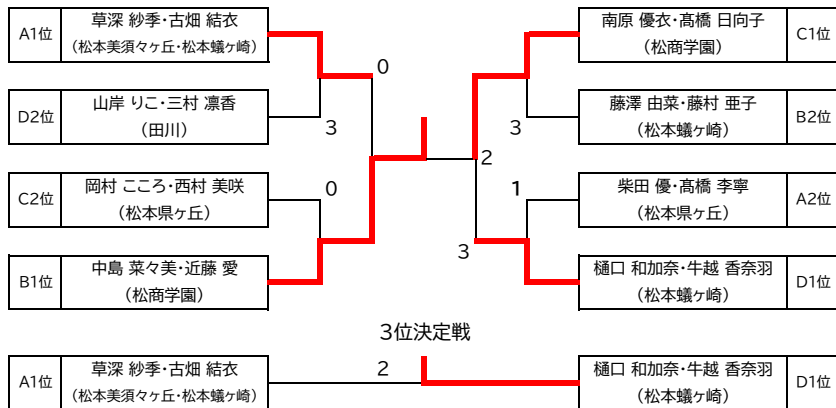 A1位
草深 紗季・古畑 結衣
（松本美須々ヶ丘・松本蟻ヶ崎）
D2位
山岸 りこ・三村 凛香
（田川）
C2位
岡村 こころ・西村 美咲
（松本県ヶ丘）
B1位
中島 菜々美・近藤 愛
（松商学園）
0
3
0
2
3
1
3
南原 優衣・髙橋 日向子
（松商学園）
C1位
藤澤 由菜・藤村 亜子
（松本蟻ヶ崎）
B2位
柴田 優・髙橋 李寧
（松本県ヶ丘）
A2位
樋口 和加奈・牛越 香奈羽
（松本蟻ヶ崎）
D1位
3位決定戦
A1位
草深 紗季・古畑 結衣
（松本美須々ヶ丘・松本蟻ヶ崎）
2
樋口 和加奈・牛越 香奈羽
（松本蟻ヶ崎）
D1位